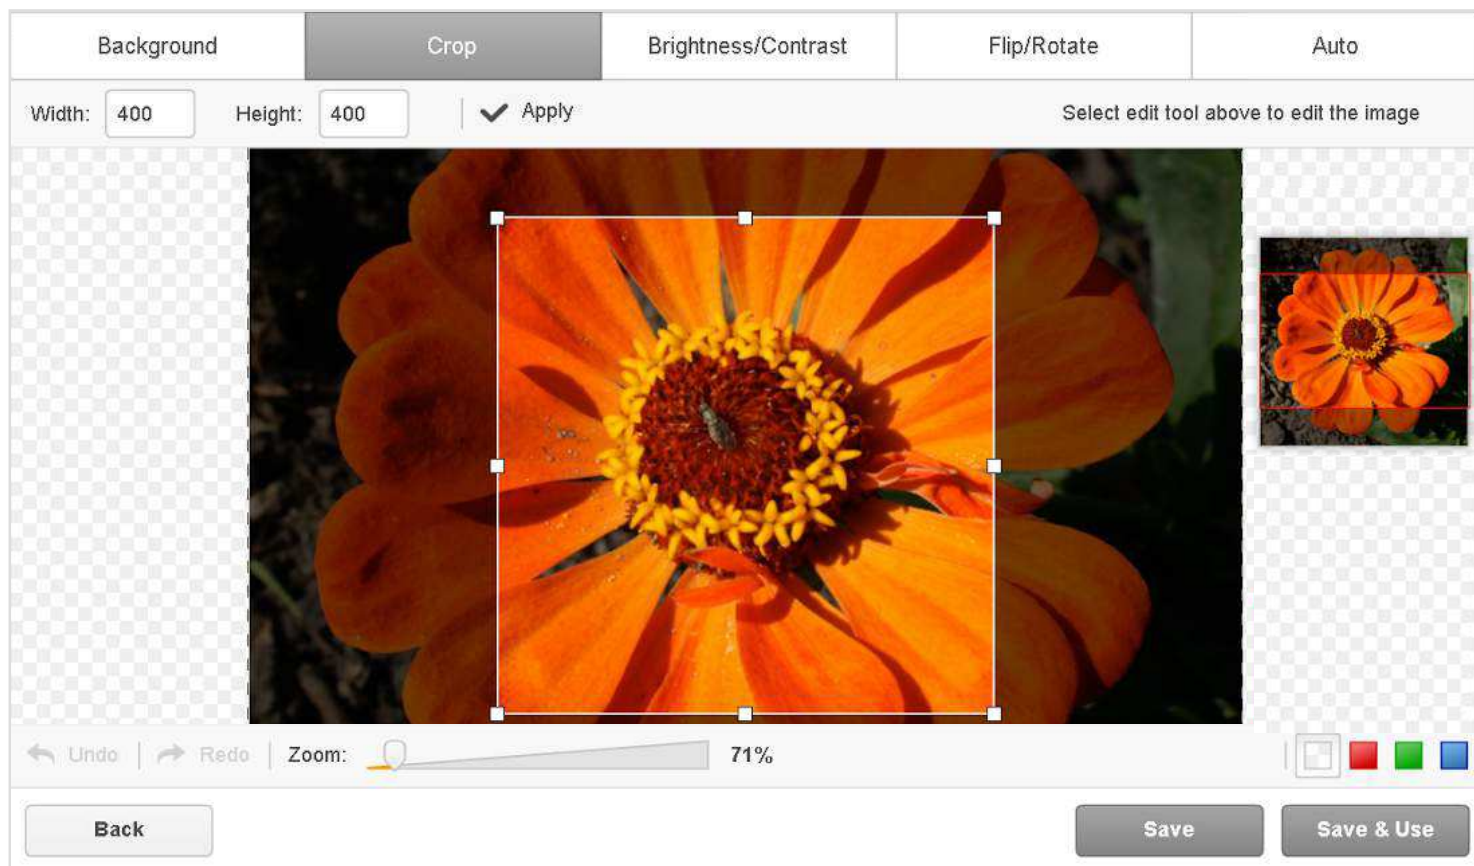 Background Crop Brightness/Contrast Flip/Rotate Auto
Width: 400 Height: 400 Apply Select edit tool above to edit the image
Undo Redo Zoom: 71%
Back Save Save & Use